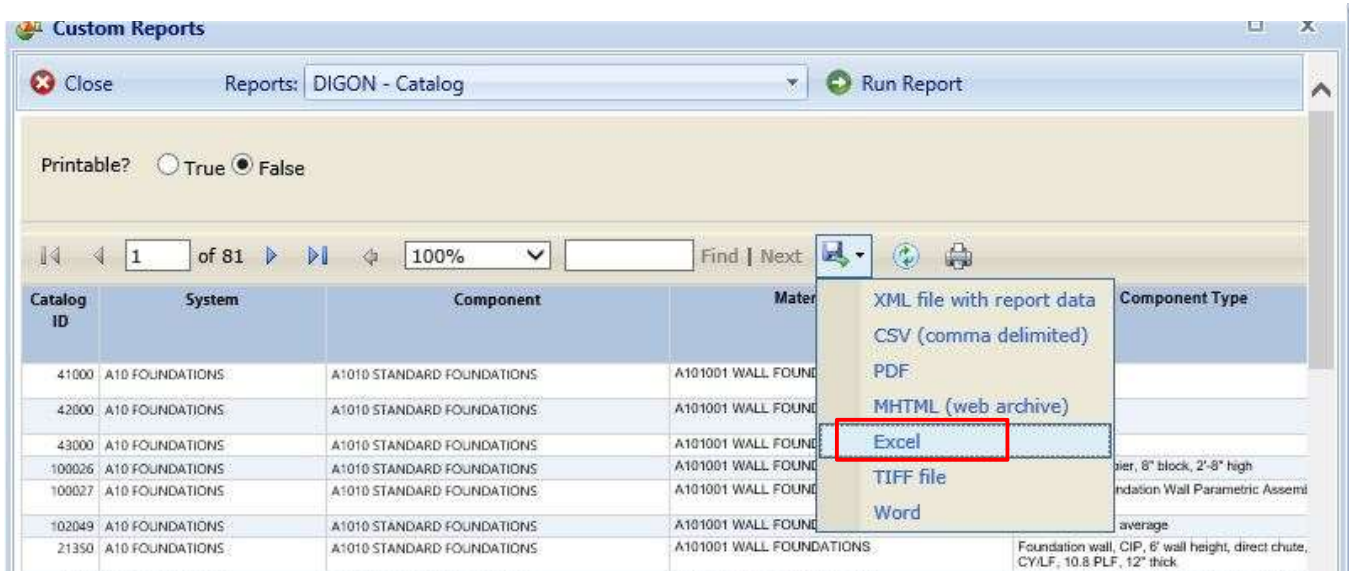 Custom Reports
Close Reports: DIGON - Catalog Run Report
Printable? True False
1 of 81 100% Find | Next
Catalog ID System Component Mater Component Type
XML file with report data
CSV (comma delimited)
PDF
MHTML (web archive)
Excel
TIFF file
Word
41000 A10 FOUNDATIONS A1010 STANDARD FOUNDATIONS A101001 WALL FOUND
42000 A10 FOUNDATIONS A1010 STANDARD FOUNDATIONS A101001 WALL FOUND
43000 A10 FOUNDATIONS A1010 STANDARD FOUNDATIONS A101001 WALL FOUND
100026 A10 FOUNDATIONS A1010 STANDARD FOUNDATIONS A101001 WALL FOUND pier, 8" block, 2'-8" high
100027 A10 FOUNDATIONS A1010 STANDARD FOUNDATIONS A101001 WALL FOUND ndation Wall Parametric Assembl
102049 A10 FOUNDATIONS A1010 STANDARD FOUNDATIONS A101001 WALL FOUND average
21350 A10 FOUNDATIONS A1010 STANDARD FOUNDATIONS A101001 WALL FOUNDATIONS Foundation wall, CIP, 6' wall height, direct chute,
CY/LF, 10.8 PLF, 12" thick